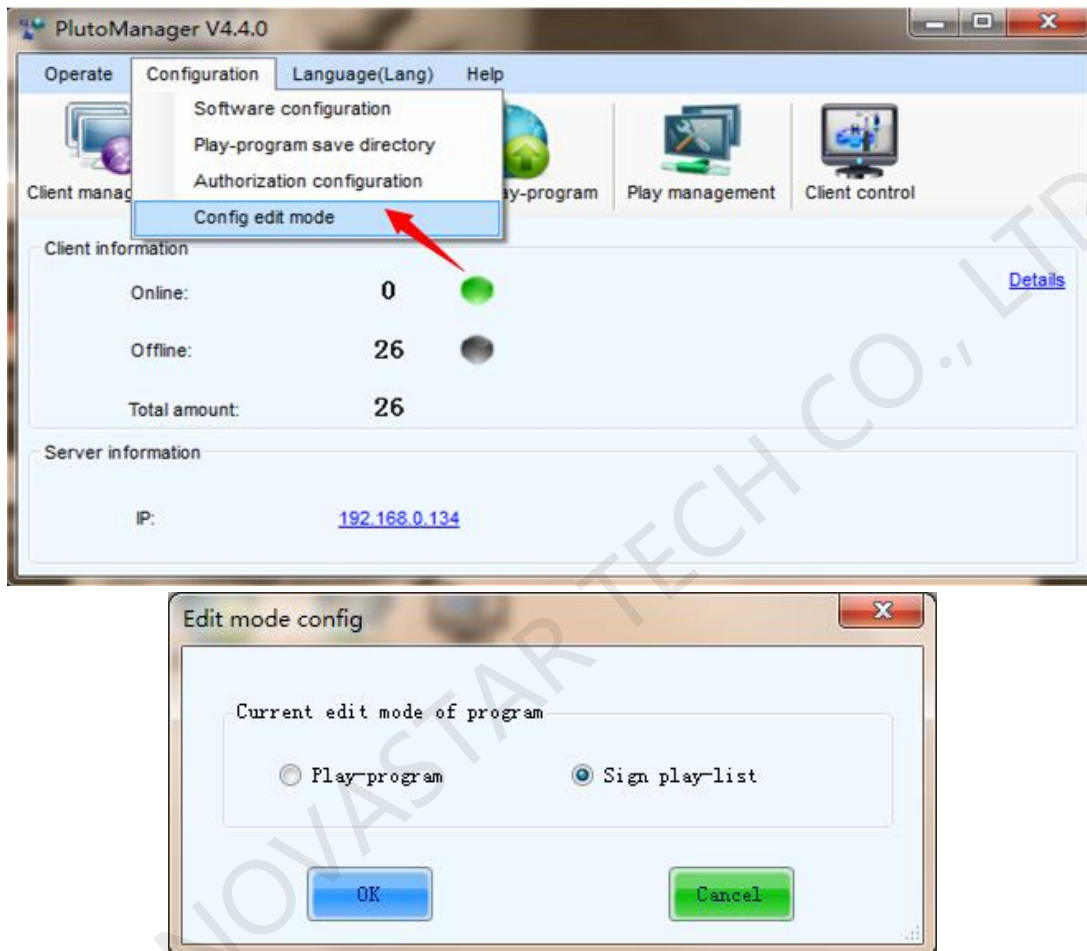 PlutoManager V4.4.0
Operate Configuration Language(Lang) Help
Software configuration
Play-program save directory
Authorization configuration
Config edit mode
Client manag
ay-program
Play management
Client control
Client information
Online: 0
Details
Offline: 26
Total amount: 26
Server information
IP: 192.168.0.134
Edit mode config
Current edit mode of program
Play-program Sign play-list
OK Cancel
NOVASTAR TECH CO., LTD